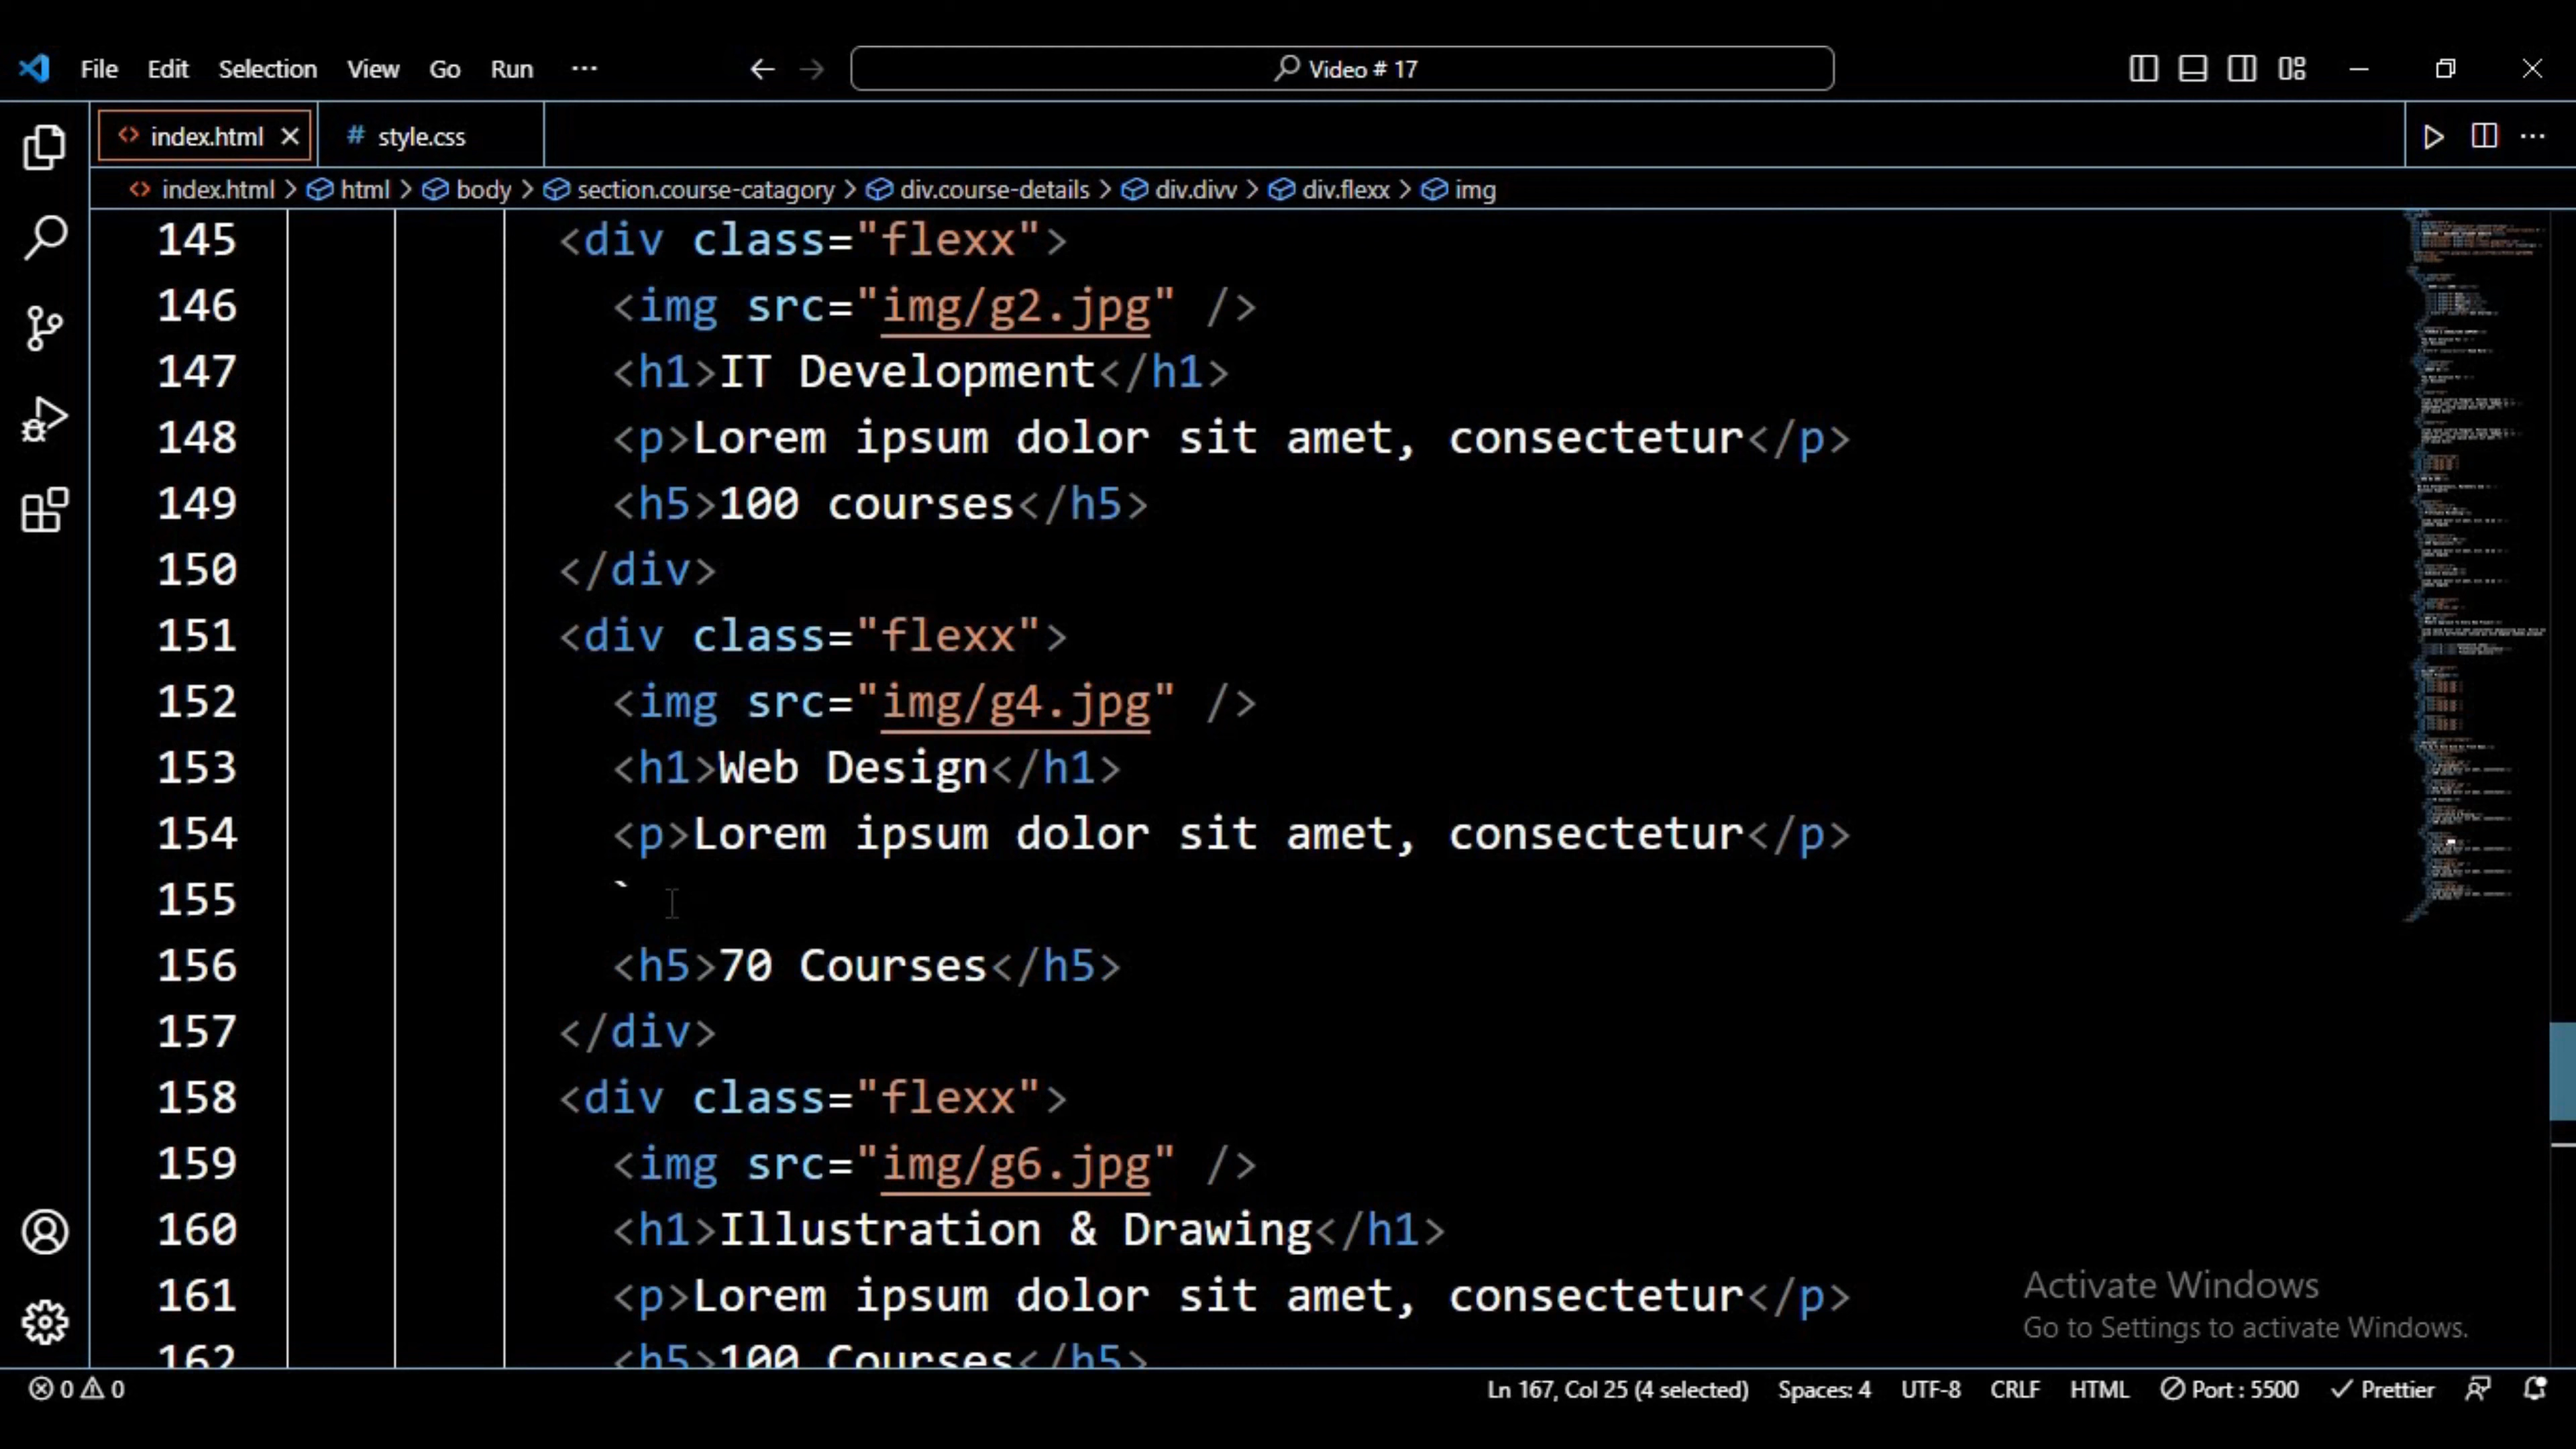 File Edit Selection View Go Run ··· Video # 17
index.html style.css
index.html > html > body > section.course-catagory > div.course-details > div.divv > div.flexx > img
145 <div class="flexx">
146 <img src="img/g2.jpg" />
147 <h1>IT Development</h1>
148 <p>Lorem ipsum dolor sit amet, consectetur</p>
149 <h5>100 courses</h5>
150 </div>
151 <div class="flexx">
152 <img src="img/g4.jpg" />
153 <h1>Web Design</h1>
154 <p>Lorem ipsum dolor sit amet, consectetur</p>
155 `
156 <h5>70 Courses</h5>
157 </div>
158 <div class="flexx">
159 <img src="img/g6.jpg" />
160 <h1>Illustration & Drawing</h1>
161 <p>Lorem ipsum dolor sit amet, consectetur</p>
162 <h5>100 Courses</h5>
Activate Windows
Go to Settings to activate Windows.
0 0 Ln 167, Col 25 (4 selected) Spaces: 4 UTF-8 CRLF HTML Port : 5500 Prettier